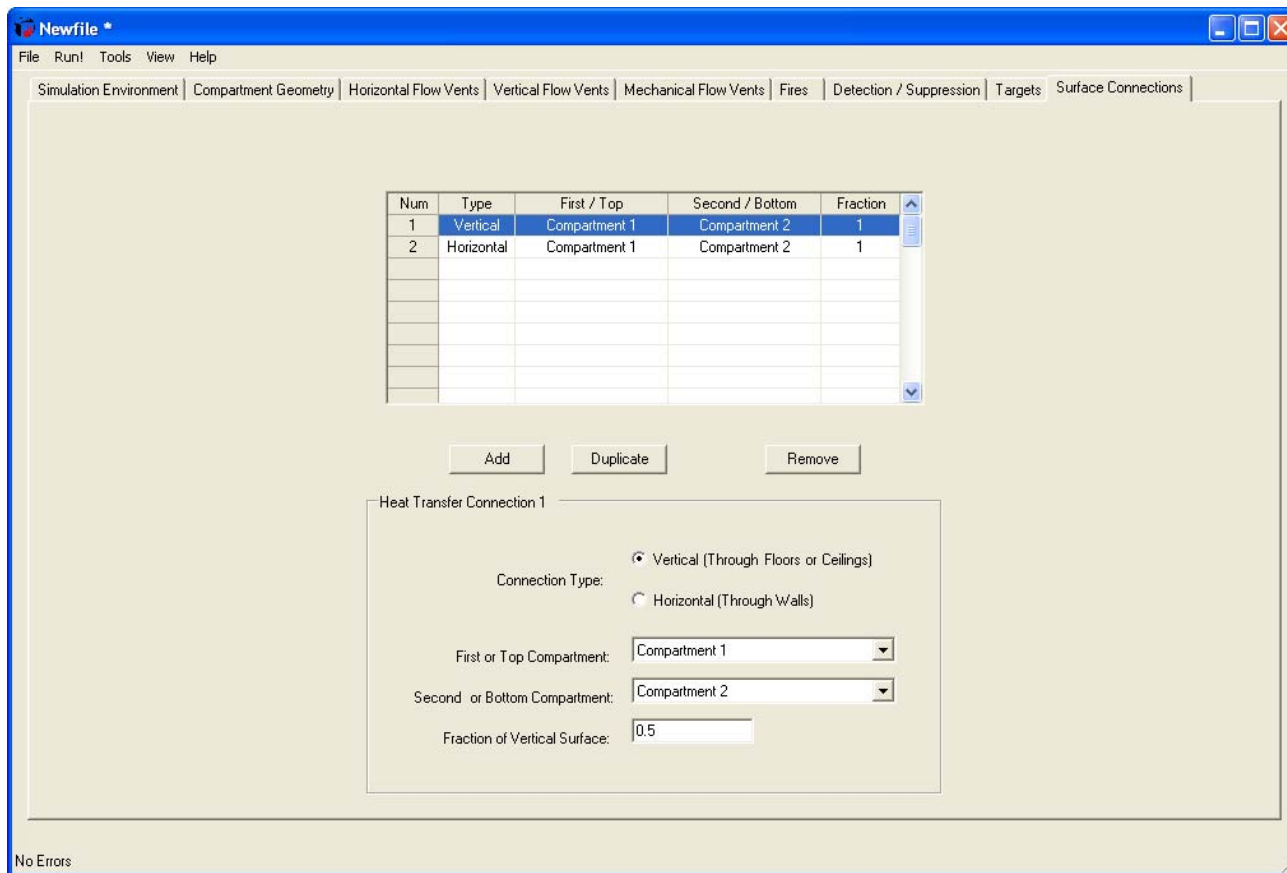 Newfile *
File Run! Tools View Help
Simulation Environment Compartment Geometry Horizontal Flow Vents Vertical Flow Vents Mechanical Flow Vents Fires Detection / Suppression Targets Surface Connections
Num Type First / Top Second / Bottom Fraction
1 Vertical Compartment 1 Compartment 2 1
2 Horizontal Compartment 1 Compartment 2 1
Add Duplicate Remove
Heat Transfer Connection 1
Connection Type:
Vertical (Through Floors or Ceilings)
Horizontal (Through Walls)
First or Top Compartment: Compartment 1
Second or Bottom Compartment: Compartment 2
Fraction of Vertical Surface: 0.5
No Errors